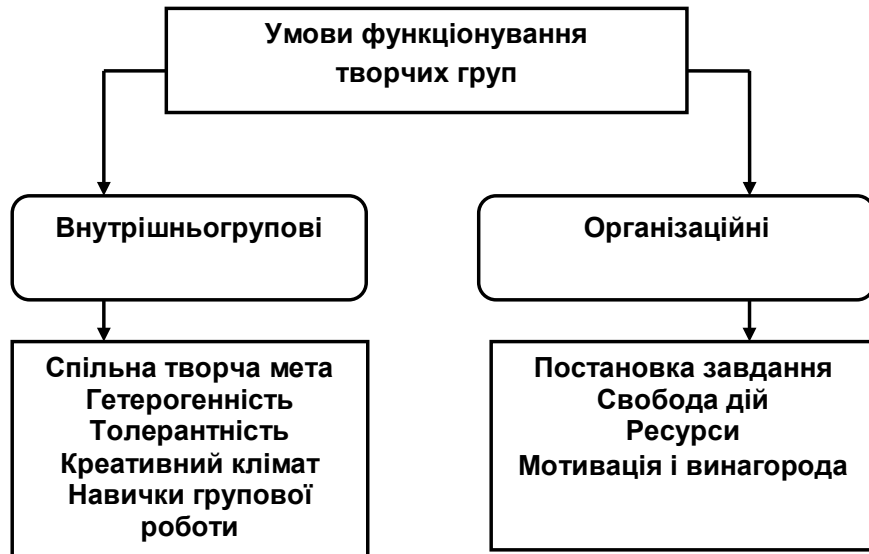 Умови функціонування
творчих груп
Внутрішньогрупові
Організаційні
Спільна творча мета
Гетерогенність
Толерантність
Креативний клімат
Навички групової
роботи
Постановка завдання
Свобода дій
Ресурси
Мотивація і винагорода